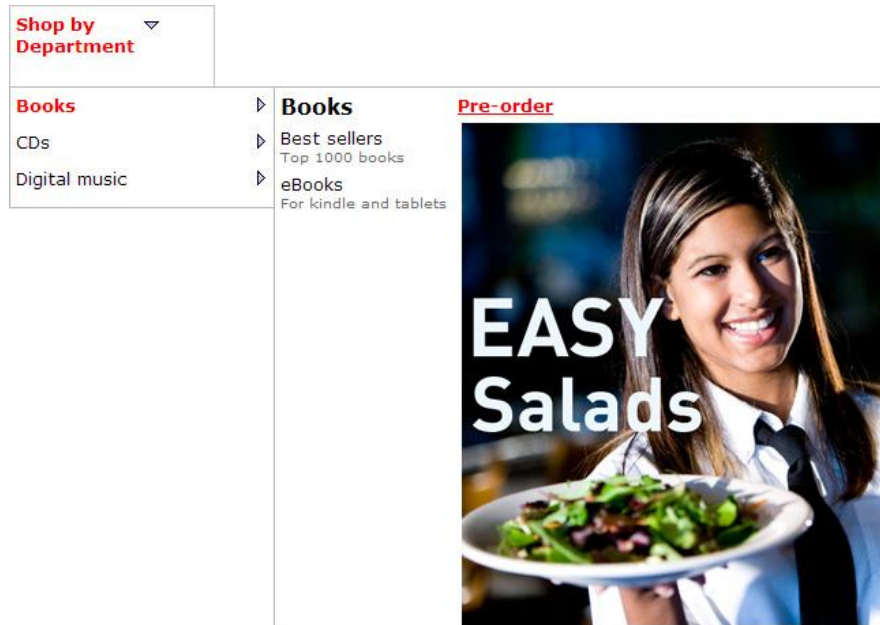 Shop by
Department
Books
CDs
Digital music
Books
Best sellers
Top 1000 books
eBooks
For kindle and tablets
Pre-order
EASY
Salads